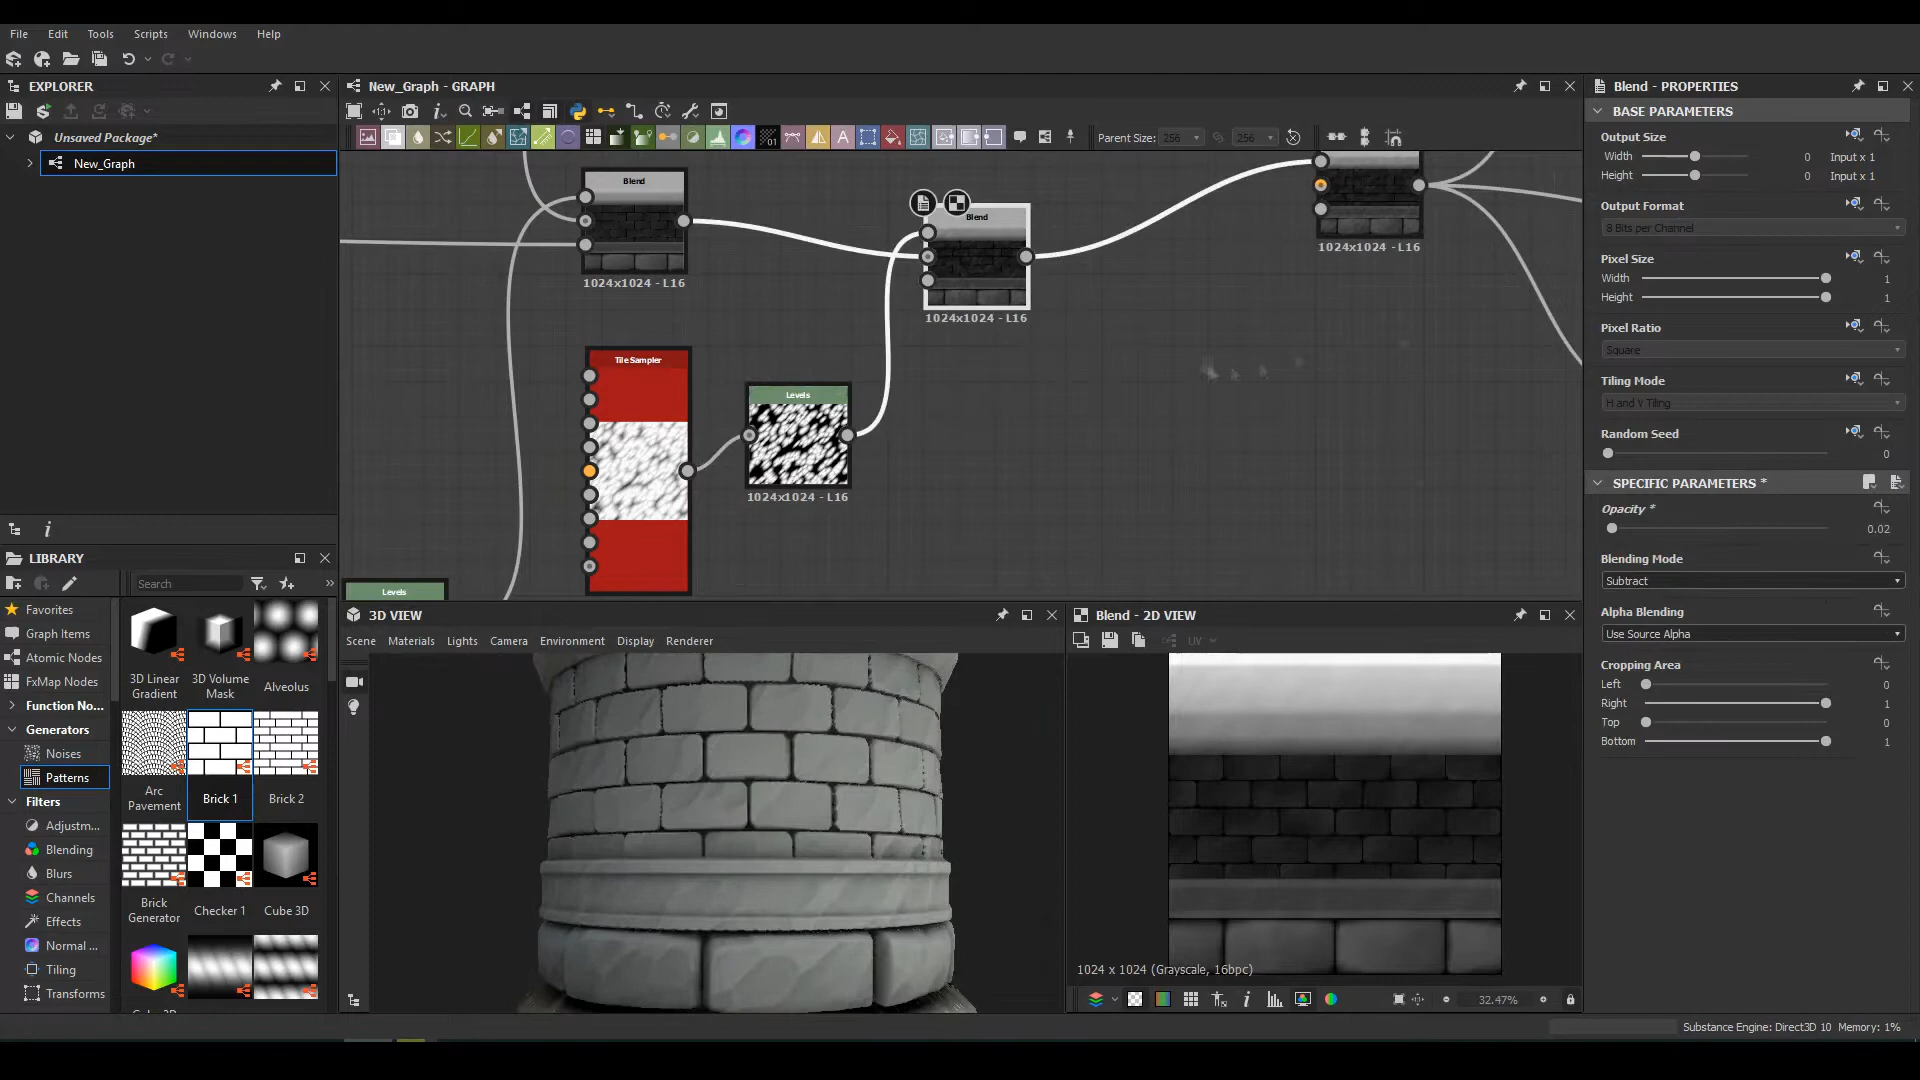 File Edit Tools Scripts Windows Help
EXPLORER
Unsaved Package*
New_Graph
New_Graph - GRAPH
Parent Size: 256 256
Blend
1024x1024 - L16
Blend
1024x1024 - L16
1024x1024 - L16
Tile Sampler
Levels
1024x1024 - L16
Levels
LIBRARY
Search
Favorites
Graph Items
Atomic Nodes
FxMap Nodes
Function No...
Generators
Noises
Patterns
Filters
Adjustm...
Blending
Blurs
Channels
Effects
Normal ...
Tiling
Transforms
3D Linear Gradient
3D Volume Mask
Alveolus
Arc Pavement
Brick 1
Brick 2
Brick Generator
Checker 1
Cube 3D
3D VIEW
Scene Materials Lights Camera Environment Display Renderer
Blend - 2D VIEW
UV
1024 x 1024 (Grayscale, 16bpc)
32.47%
Blend - PROPERTIES
BASE PARAMETERS
Output Size
Width 0 Input x 1
Height 0 Input x 1
Output Format
8 Bits per Channel
Pixel Size
Width 1
Height 1
Pixel Ratio
Square
Tiling Mode
H and V Tiling
Random Seed
0
SPECIFIC PARAMETERS *
Opacity *
0.02
Blending Mode
Subtract
Alpha Blending
Use Source Alpha
Cropping Area
Left 0
Right 1
Top 0
Bottom 1
Substance Engine: Direct3D 10 Memory: 1%